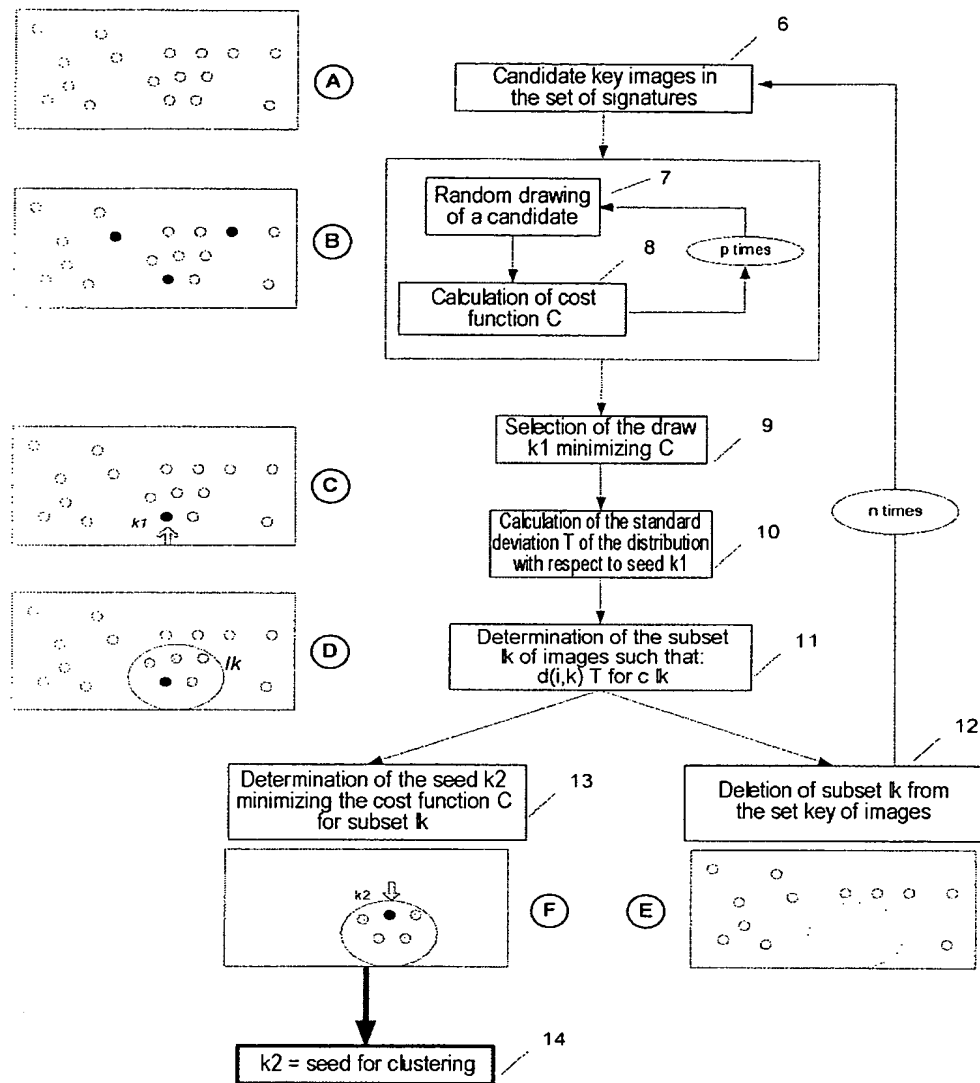 6
Candidate key images in
the set of signatures
A
7
Random drawing
of a candidate
B
p times
8
Calculation of cost
function C
Selection of the draw
k1 minimizing C
9
C
k1
n times
Calculation of the standard
deviation T of the distribution
with respect to seed k1
10
D
Ik
Determination of the subset
Ik of images such that:
d(i,k) T for c Ik
11
12
Determination of the seed k2
minimizing the cost function C
for subset Ik
13
Deletion of subset Ik from
the set key of images
k2
F
E
k2 = seed for clustering
14